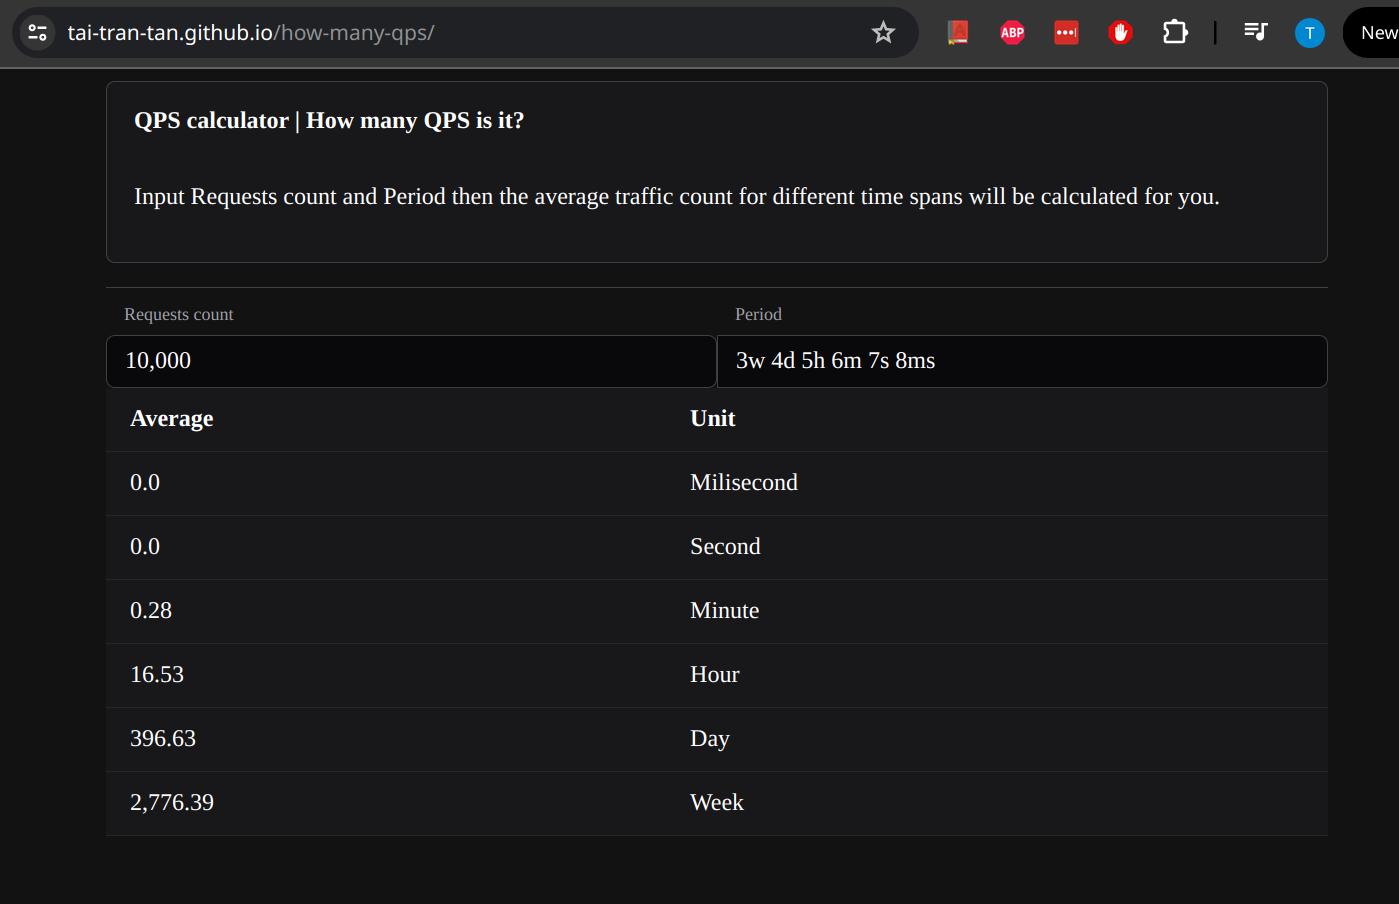 tai-tran-tan.github.io/how-many-qps/
ABP
T
New
QPS calculator | How many QPS is it?
Input Requests count and Period then the average traffic count for different time spans will be calculated for you.
Requests count
Period
10,000
3w 4d 5h 6m 7s 8ms
Average Unit
0.0 Milisecond
0.0 Second
0.28 Minute
16.53 Hour
396.63 Day
2,776.39 Week